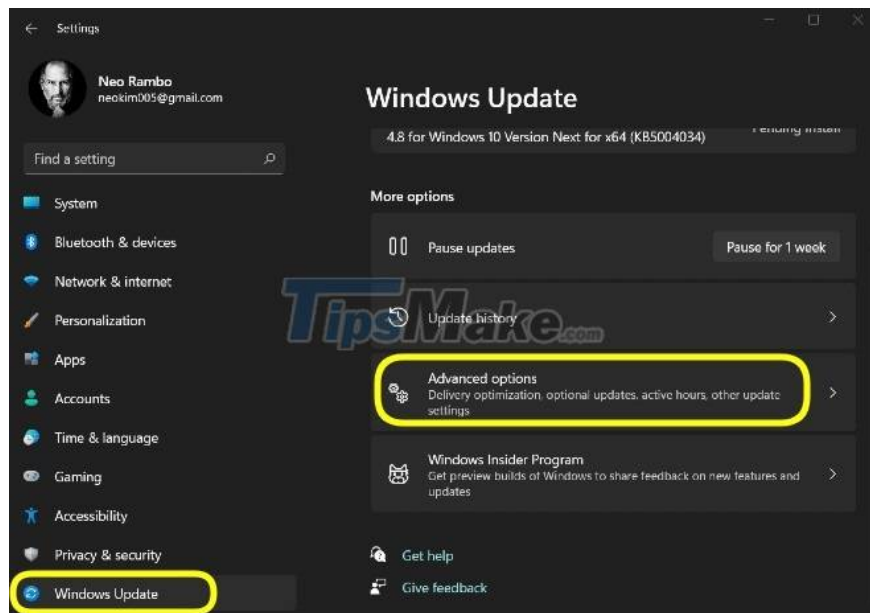 Settings
Neo Rambo
neokim005@gmail.com
Find a setting
System
Bluetooth & devices
Network & internet
Personalization
Apps
Accounts
Time & language
Gaming
Accessibility
Privacy & security
Windows Update
Windows Update
4.8 for Windows 10 Version Next for x64 (KB5004034)
Pending install
More options
Pause updates
Pause for 1 week
Update history
TipsMake.com
Advanced options
Delivery optimization, optional updates, active hours, other update
settings
Windows Insider Program
Get preview builds of Windows to share feedback on new features and
updates
Get help
Give feedback